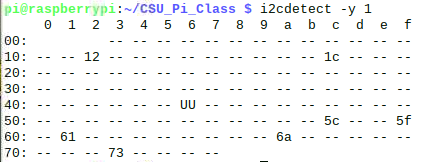 pi@raspberrypi:~/CSU_Pi_Class $ i2cdetect -y 1
     0  1  2  3  4  5  6  7  8  9  a  b  c  d  e  f
00:          -- -- -- -- -- -- -- -- -- -- -- -- --
10: -- -- 12 -- -- -- -- -- -- -- -- -- 1c -- -- --
20: -- -- -- -- -- -- -- -- -- -- -- -- -- -- -- --
30: -- -- -- -- -- -- -- -- -- -- -- -- -- -- -- --
40: -- -- -- -- -- -- UU -- -- -- -- -- -- -- -- --
50: -- -- -- -- -- -- -- -- -- -- -- -- 5c -- -- 5f
60: -- 61 -- -- -- -- -- -- -- -- 6a -- -- -- -- --
70: -- -- -- 73 -- -- -- --